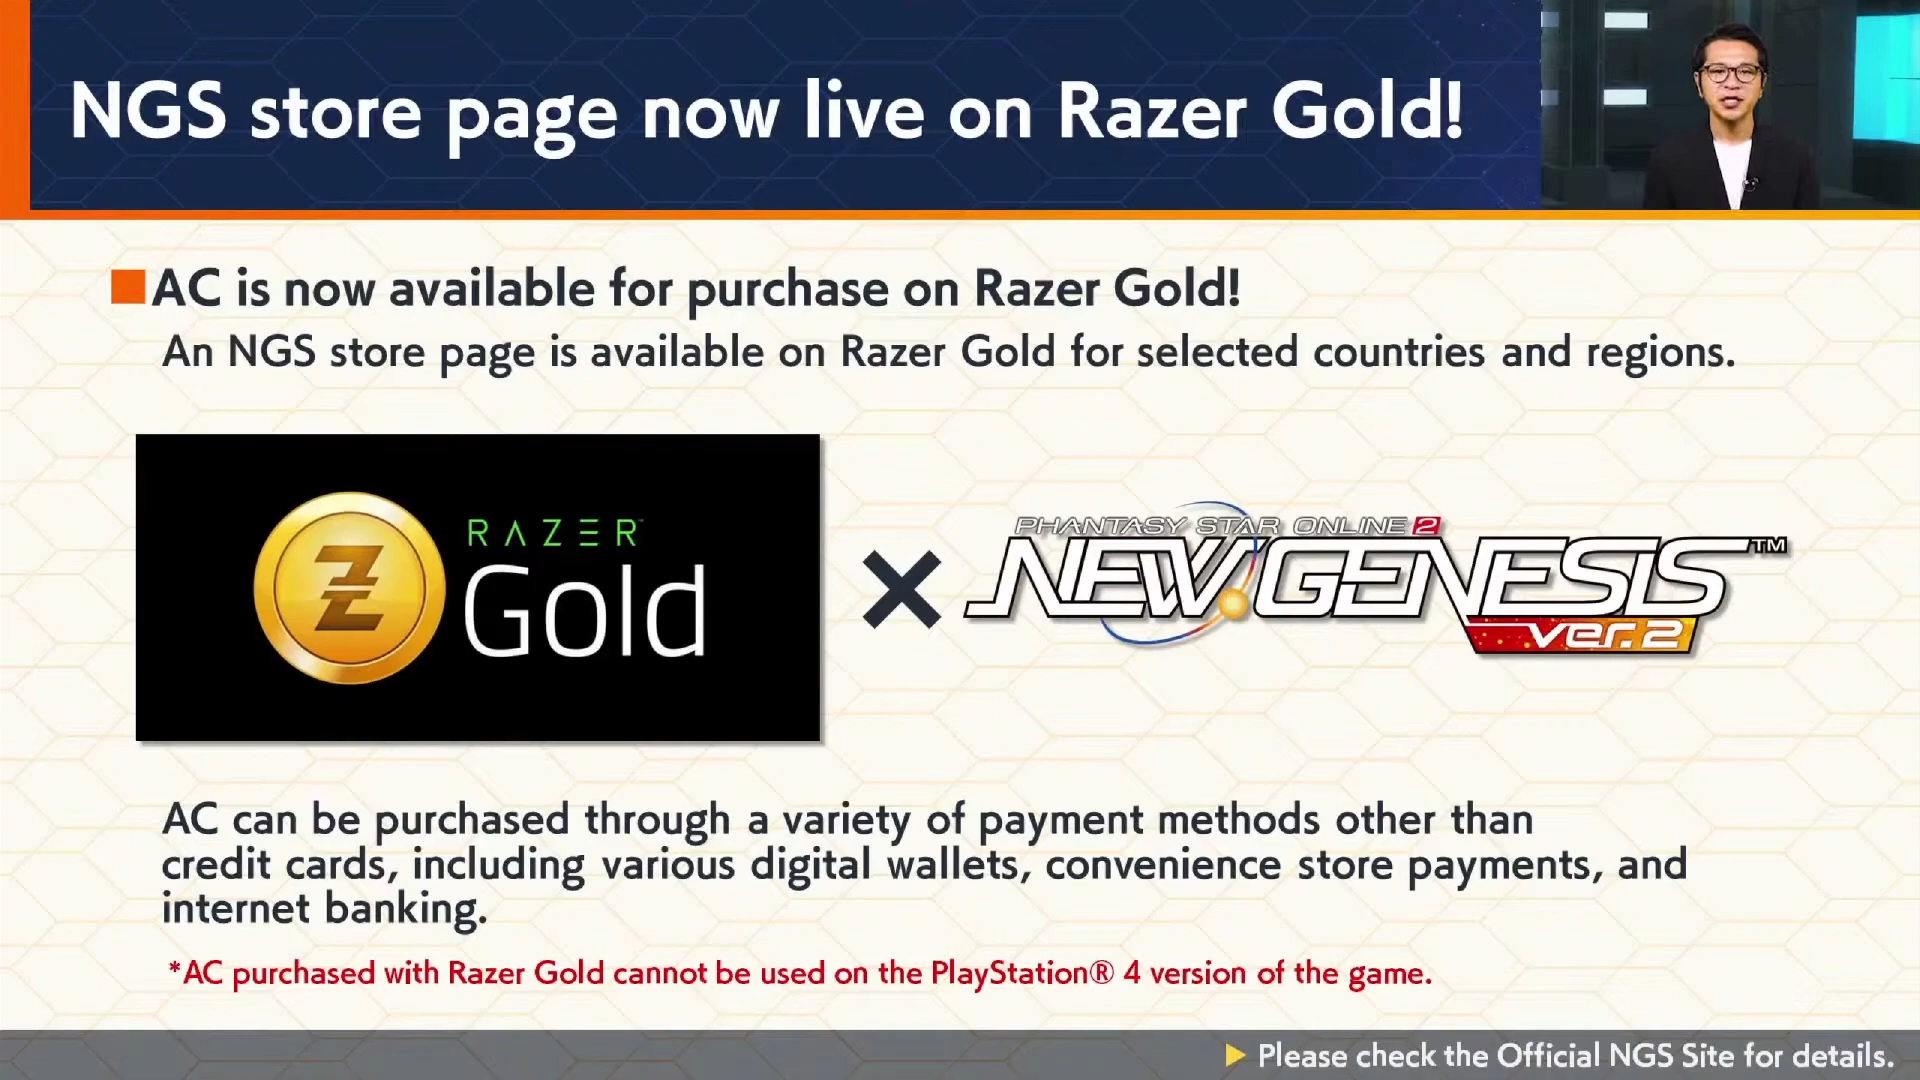 NGS store page now live on Razer Gold!
AC is now available for purchase on Razer Gold!
An NGS store page is available on Razer Gold for selected countries and regions.
RAZER™
Gold
PHANTASY STAR ONLINE 2
NEW GENESIS™
ver.2
AC can be purchased through a variety of payment methods other than
credit cards, including various digital wallets, convenience store payments, and
internet banking.
*AC purchased with Razer Gold cannot be used on the PlayStation® 4 version of the game.
Please check the Official NGS Site for details.